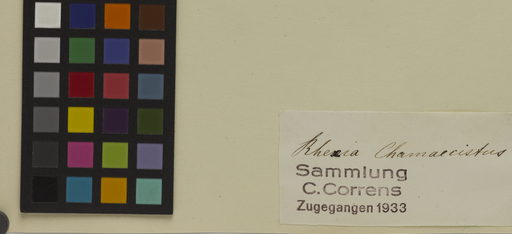 Rhexia Chamaecistus
Sammlung
C. Correns
Zugegangen 1933